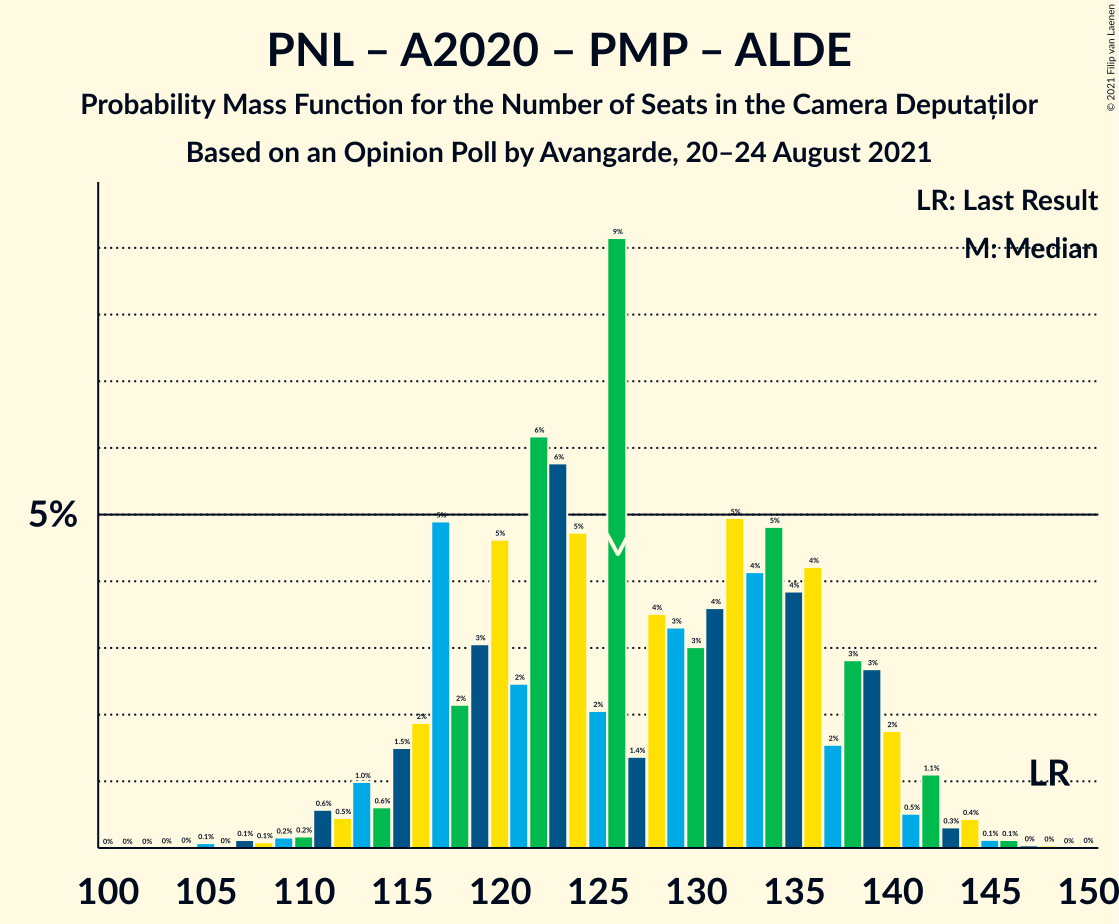 PNL – A2020 – PMP – ALDE
Probability Mass Function for the Number of Seats in the Camera Deputaților
Based on an Opinion Poll by Avangarde, 20–24 August 2021
© 2021 Filip van Laenen
LR: Last Result
M: Median
5%
0% 0% 0% 0% 0% 0.1% 0% 0.1% 0.1% 0.2% 0.2% 0.6% 0.5% 1.0% 0.6% 1.5% 2% 5% 2% 3% 5% 2% 6% 6% 5% 2% 9% 1.4% 4% 3% 3% 4% 5% 4% 5% 4% 4% 2% 3% 3% 2% 0.5% 1.1% 0.3% 0.4% 0.1% 0.1% 0% 0% 0% 0%
M
LR
100 105 110 115 120 125 130 135 140 145 150